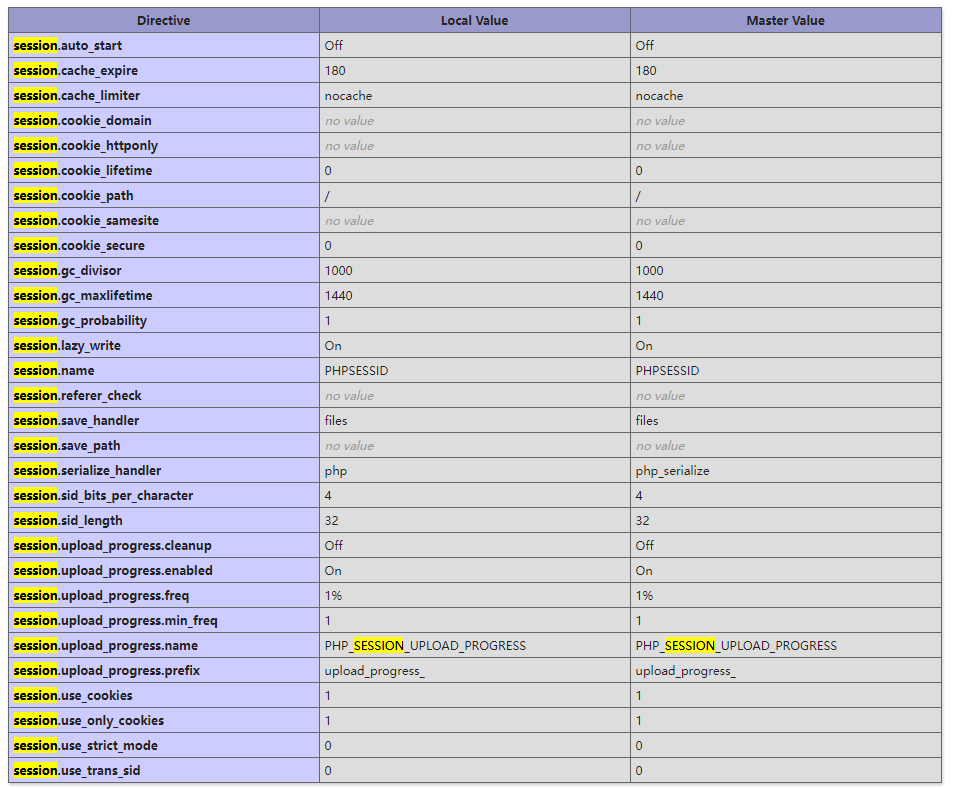 Directive Local Value Master Value
session.auto_start Off Off
session.cache_expire 180 180
session.cache_limiter nocache nocache
session.cookie_domain no value no value
session.cookie_httponly no value no value
session.cookie_lifetime 0 0
session.cookie_path / /
session.cookie_samesite no value no value
session.cookie_secure 0 0
session.gc_divisor 1000 1000
session.gc_maxlifetime 1440 1440
session.gc_probability 1 1
session.lazy_write On On
session.name PHPSESSID PHPSESSID
session.referer_check no value no value
session.save_handler files files
session.save_path no value no value
session.serialize_handler php php_serialize
session.sid_bits_per_character 4 4
session.sid_length 32 32
session.upload_progress.cleanup Off Off
session.upload_progress.enabled On On
session.upload_progress.freq 1% 1%
session.upload_progress.min_freq 1 1
session.upload_progress.name PHP_SESSION_UPLOAD_PROGRESS PHP_SESSION_UPLOAD_PROGRESS
session.upload_progress.prefix upload_progress_ upload_progress_
session.use_cookies 1 1
session.use_only_cookies 1 1
session.use_strict_mode 0 0
session.use_trans_sid 0 0